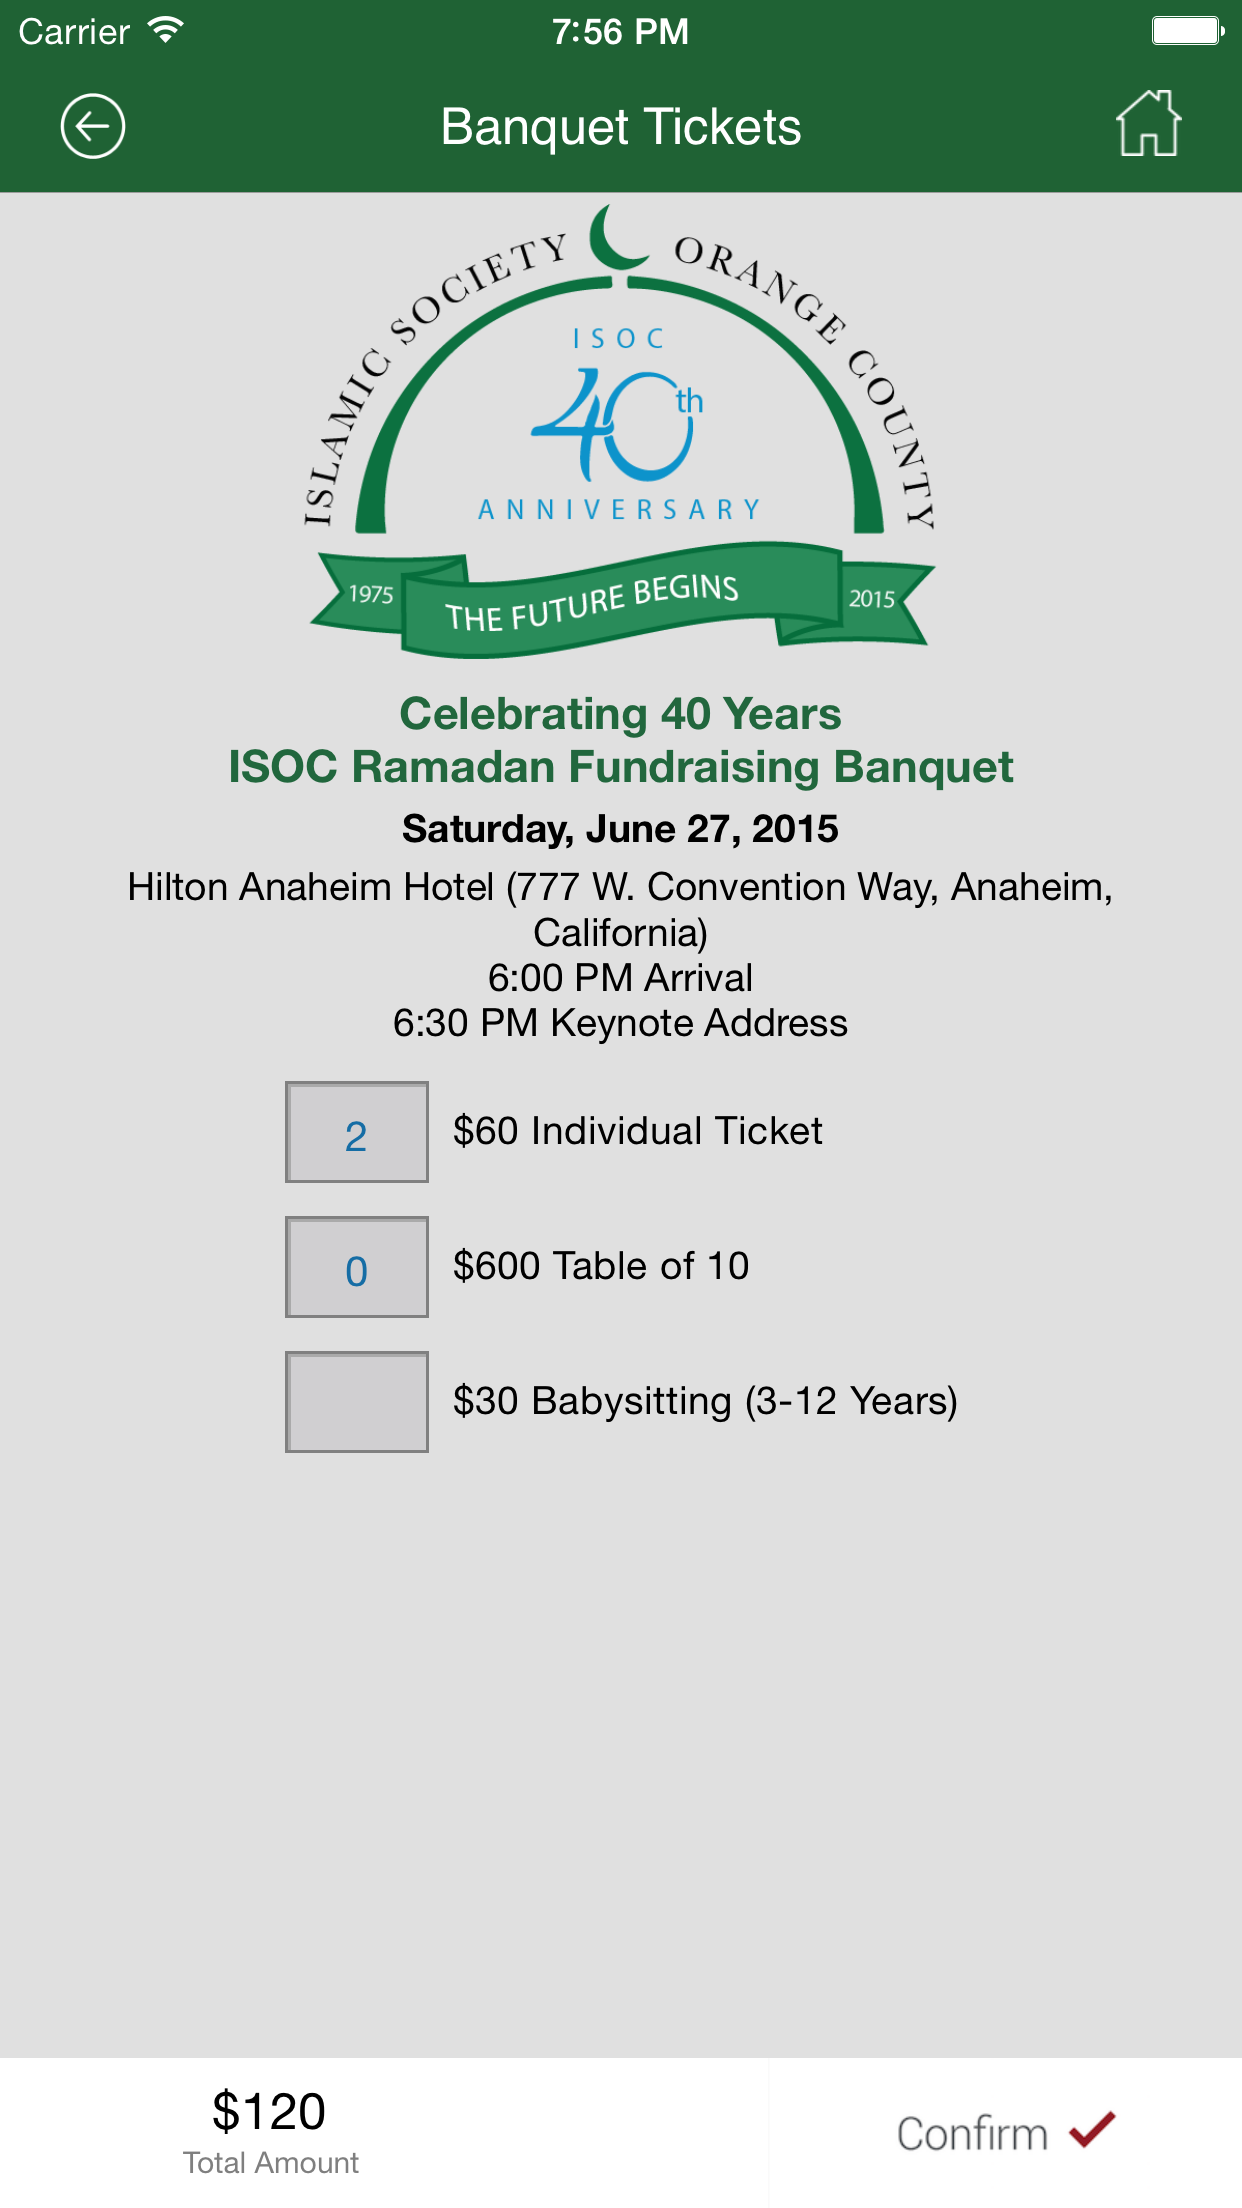 Carrier 7:56 PM
Banquet Tickets
ISLAMIC SOCIETY ORANGE COUNTY
ISOC
40th
ANNIVERSARY
1975 THE FUTURE BEGINS 2015
Celebrating 40 Years
ISOC Ramadan Fundraising Banquet
Saturday, June 27, 2015
Hilton Anaheim Hotel (777 W. Convention Way, Anaheim,
California)
6:00 PM Arrival
6:30 PM Keynote Address
2 $60 Individual Ticket
0 $600 Table of 10
$30 Babysitting (3-12 Years)
$120
Total Amount
Confirm